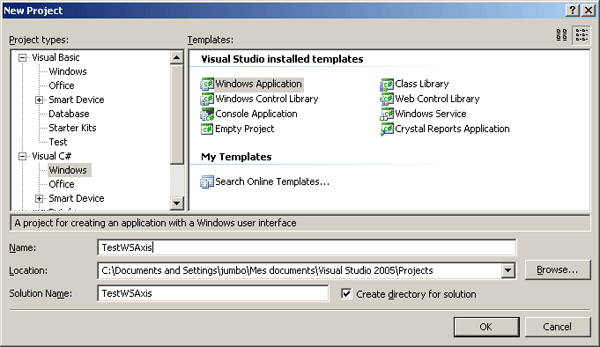 New Project
Project types:
Templates:
Visual Basic
Windows
Office
Smart Device
Database
Starter Kits
Test
Visual C#
Windows
Office
Smart Device
Visual Studio installed templates
Windows Application
Class Library
Windows Control Library
Web Control Library
Console Application
Windows Service
Empty Project
Crystal Reports Application
My Templates
Search Online Templates...
A project for creating an application with a Windows user interface
Name:
TestWSAxis
Location:
C:\Documents and Settings\jumbo\Mes documents\Visual Studio 2005\Projects
Browse...
Solution Name:
TestWSAxis
Create directory for solution
OK
Cancel